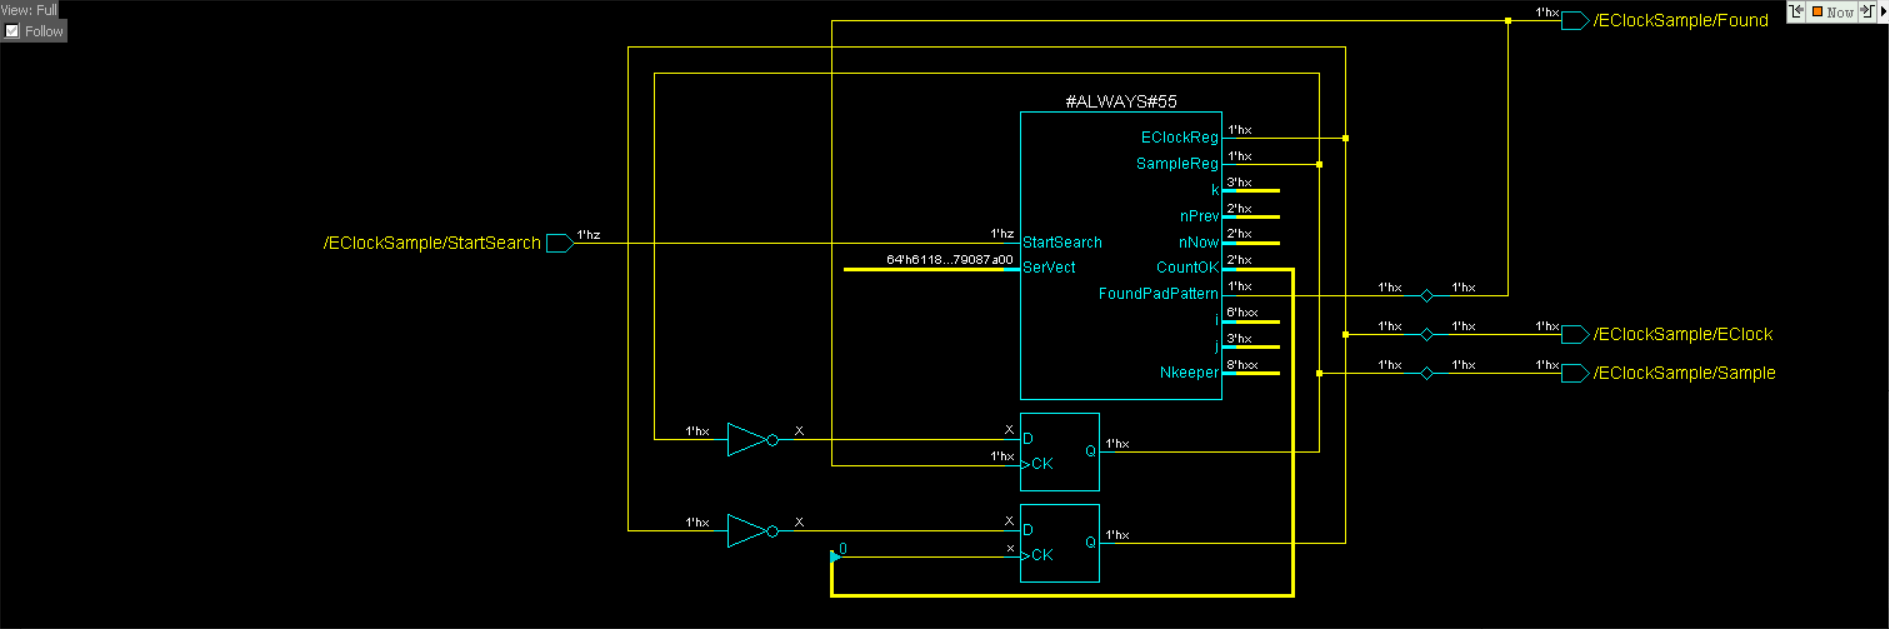 View: Full
Follow
1'hx /EClockSample/Found
Now
#ALWAYS#55
EClockReg 1'hx
SampleReg 1'hx
k 3'hx
nPrev 2'hx
/EClockSample/StartSearch 1'hz 1'hz StartSearch nNow 2'hx
64'h6118...79087a00 SerVect CountOK 2'hx
FoundPadPattern 1'hx 1'hx 1'hx
i 6'hxx
1'hx 1'hx 1'hx /EClockSample/EClock
j 3'hx
Nkeeper 8'hxx 1'hx 1'hx 1'hx /EClockSample/Sample
1'hx X X D
Q 1'hx
1'hx CK
1'hx X X D
Q 1'hx
0 x CK